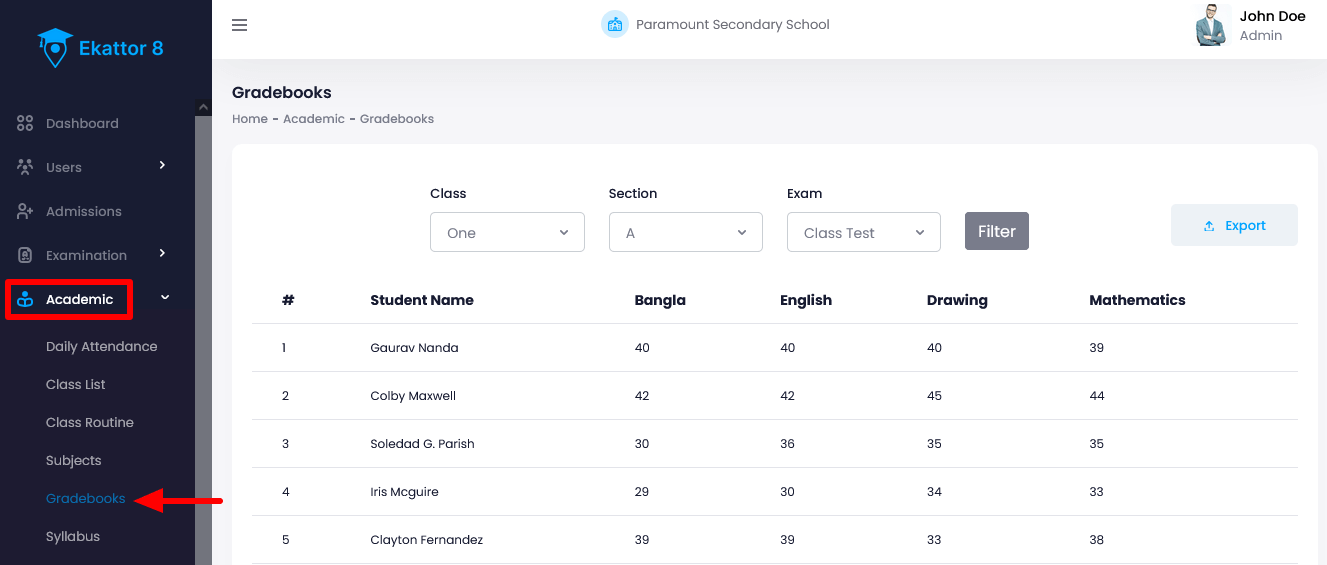 Ekattor 8
Dashboard
Users
Admissions
Examination
Academic
Daily Attendance
Class List
Class Routine
Subjects
Gradebooks
Syllabus
Paramount Secondary School
John Doe
Admin
Gradebooks
Home - Academic - Gradebooks
Class Section Exam
One A Class Test Filter Export
# Student Name Bangla English Drawing Mathematics
1 Gaurav Nanda 40 40 40 39
2 Colby Maxwell 42 42 45 44
3 Soledad G. Parish 30 36 35 35
4 Iris Mcguire 29 30 34 33
5 Clayton Fernandez 39 39 33 38